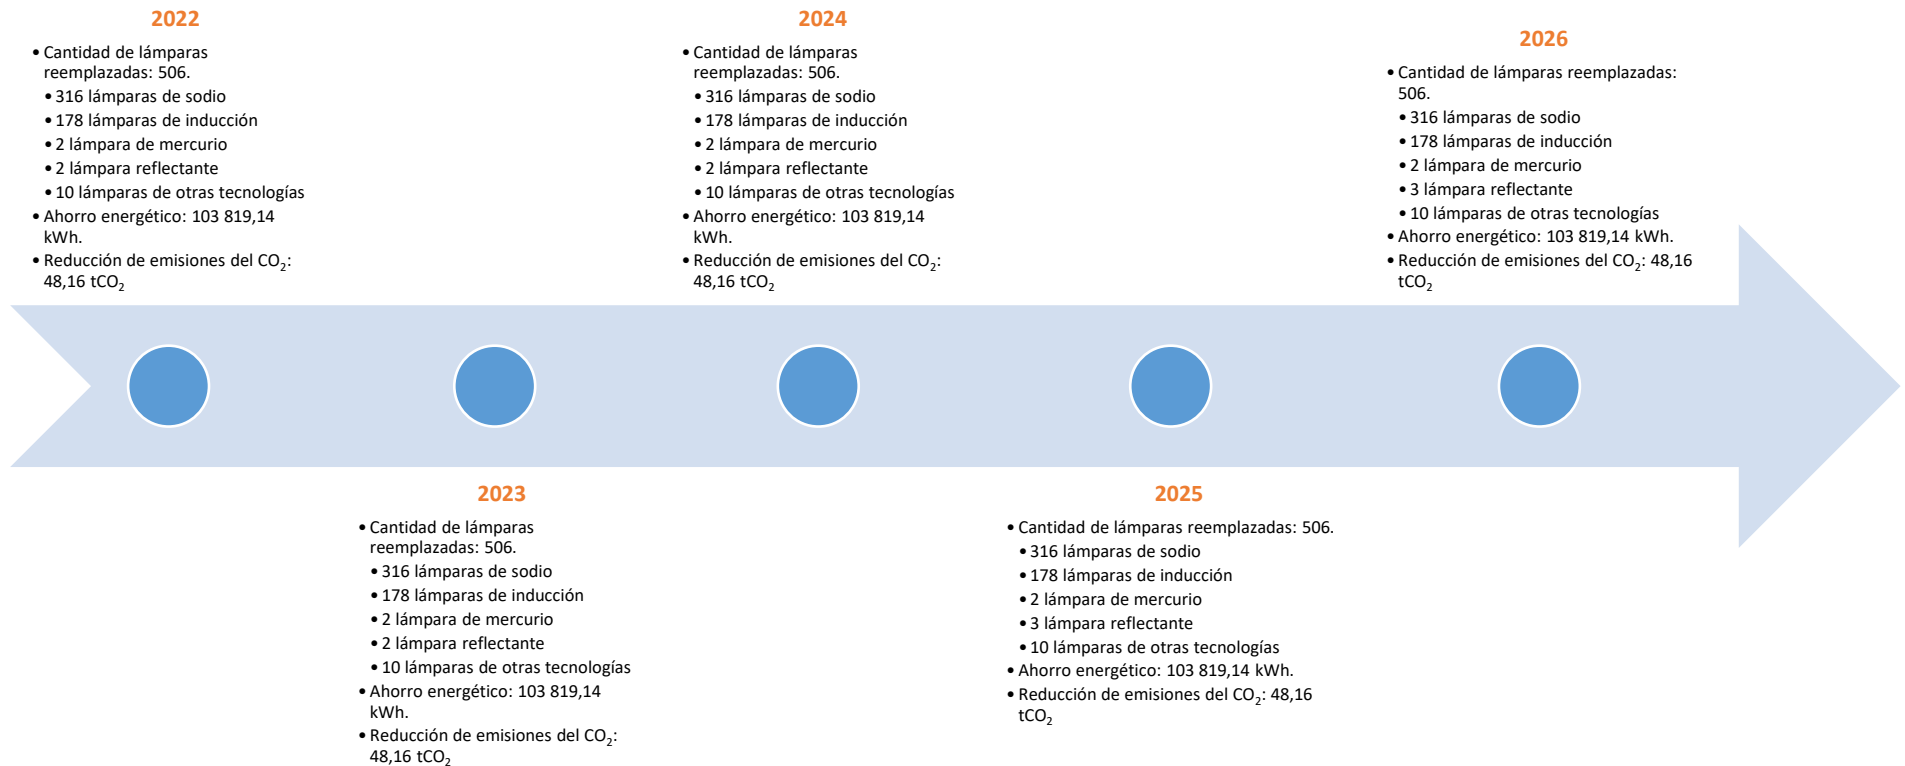 2022
• Cantidad de lámparas
reemplazadas: 506.
• 316 lámparas de sodio
• 178 lámparas de inducción
• 2 lámpara de mercurio
• 2 lámpara reflectante
• 10 lámparas de otras tecnologías
• Ahorro energético: 103 819,14
kWh.
• Reducción de emisiones del CO₂:
48,16 tCO₂
2023
• Cantidad de lámparas
reemplazadas: 506.
• 316 lámparas de sodio
• 178 lámparas de inducción
• 2 lámpara de mercurio
• 2 lámpara reflectante
• 10 lámparas de otras tecnologías
• Ahorro energético: 103 819,14
kWh.
• Reducción de emisiones del CO₂:
48,16 tCO₂
2024
• Cantidad de lámparas
reemplazadas: 506.
• 316 lámparas de sodio
• 178 lámparas de inducción
• 2 lámpara de mercurio
• 2 lámpara reflectante
• 10 lámparas de otras tecnologías
• Ahorro energético: 103 819,14
kWh.
• Reducción de emisiones del CO₂:
48,16 tCO₂
2025
• Cantidad de lámparas reemplazadas: 506.
• 316 lámparas de sodio
• 178 lámparas de inducción
• 2 lámpara de mercurio
• 3 lámpara reflectante
• 10 lámparas de otras tecnologías
• Ahorro energético: 103 819,14 kWh.
• Reducción de emisiones del CO₂: 48,16
tCO₂
2026
• Cantidad de lámparas reemplazadas:
506.
• 316 lámparas de sodio
• 178 lámparas de inducción
• 2 lámpara de mercurio
• 3 lámpara reflectante
• 10 lámparas de otras tecnologías
• Ahorro energético: 103 819,14 kWh.
• Reducción de emisiones del CO₂: 48,16
tCO₂